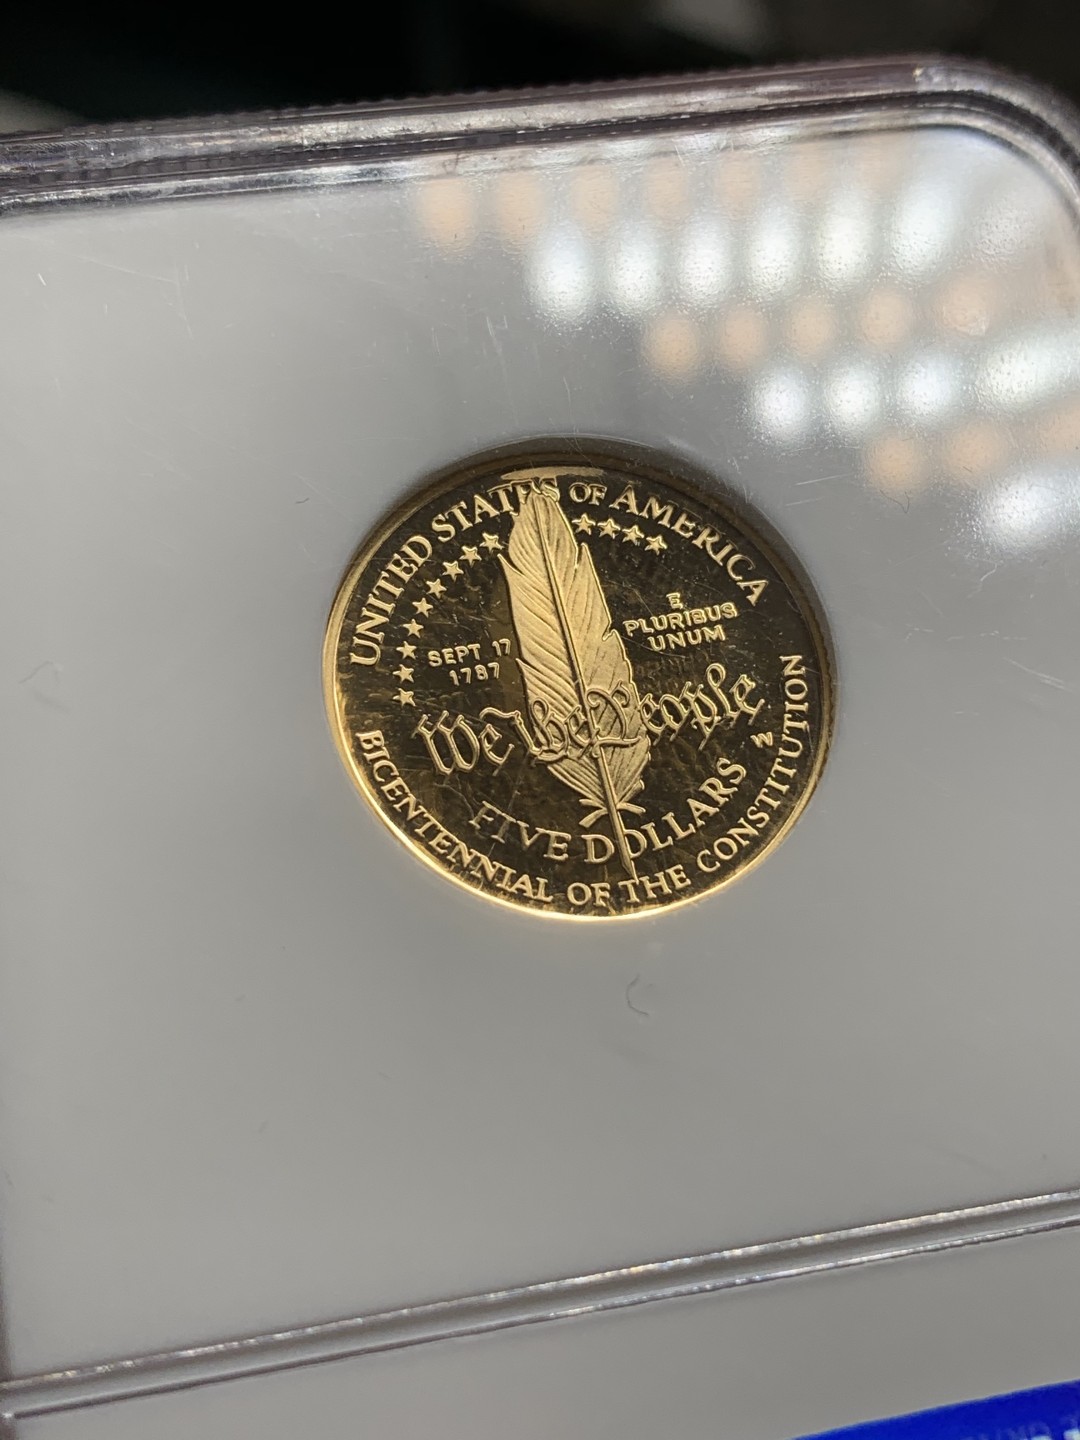 UNITED STATES OF AMERICA
E
PLURIBUS
UNUM
SEPT 17
1787
We the People
W
FIVE DOLLARS
BICENTENNIAL OF THE CONSTITUTION